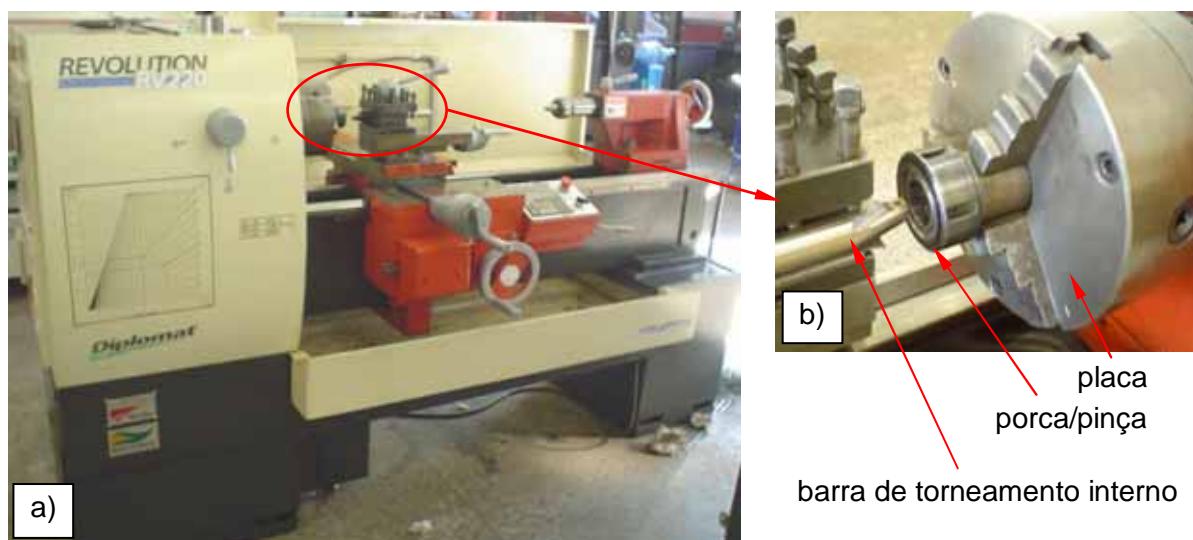 REVOLUTION
RV220
Diplomat
a)
b)
placa
porca/pinça
barra de torneamento interno